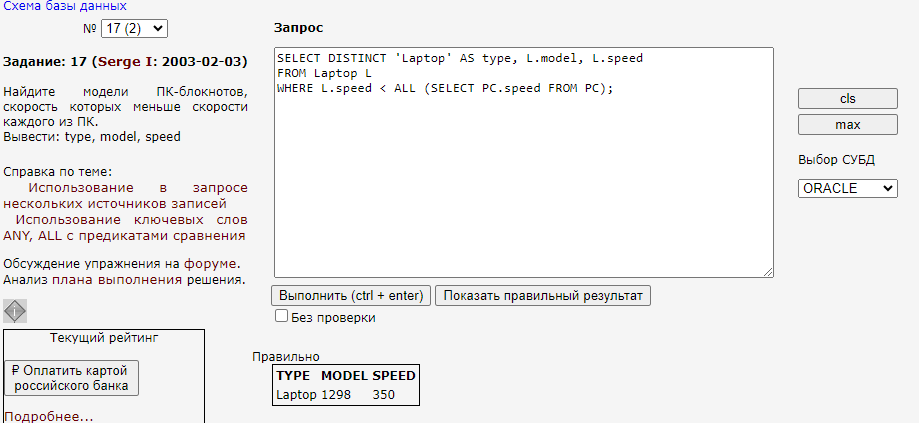 Схема базы данных
№ 17 (2)
Задание: 17 (Serge I: 2003-02-03)
Найдите модели ПК-блокнотов,
скорость которых меньше скорости
каждого из ПК.
Вывести: type, model, speed
Справка по теме:
Использование в запросе
нескольких источников записей
Использование ключевых слов
ANY, ALL с предикатами сравнения
Обсуждение упражнения на форуме.
Анализ плана выполнения решения.
i
Текущий рейтинг
₽ Оплатить картой
российского банка
Подробнее...
Запрос
SELECT DISTINCT 'Laptop' AS type, L.model, L.speed
FROM Laptop L
WHERE L.speed < ALL (SELECT PC.speed FROM PC);
Выполнить (ctrl + enter) Показать правильный результат
Без проверки
Правильно
TYPE MODEL SPEED
Laptop 1298 350
cls
max
Выбор СУБД
ORACLE